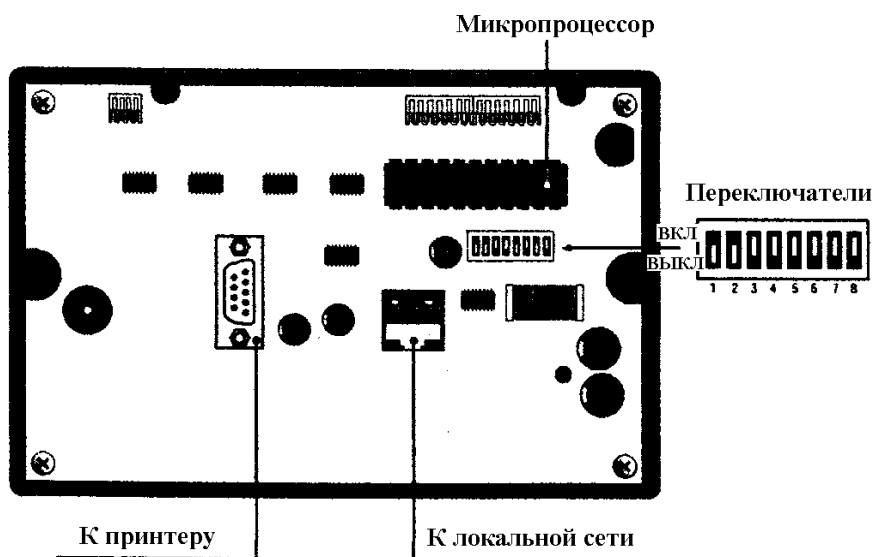 Микропроцессор
Переключатели
ВКЛ
ВЫКЛ
1 2 3 4 5 6 7 8
К принтеру
К локальной сети